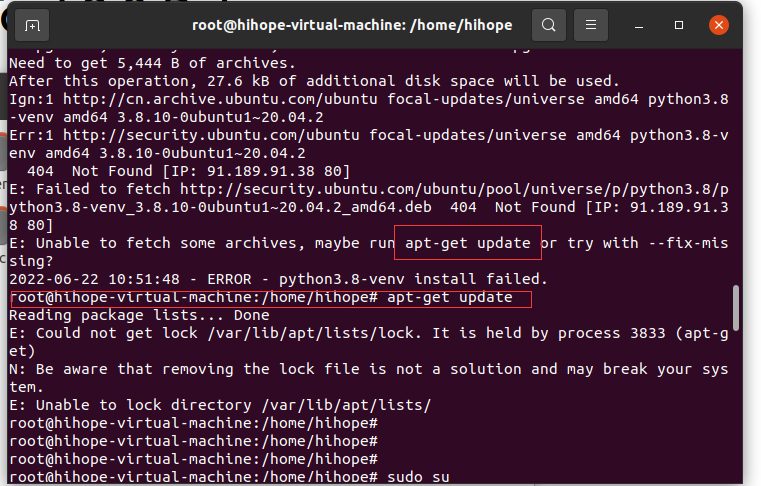 root@hihope-virtual-machine: /home/hihope
Need to get 5,444 B of archives.
After this operation, 27.6 kB of additional disk space will be used.
Ign:1 http://cn.archive.ubuntu.com/ubuntu focal-updates/universe amd64 python3.8
-venv amd64 3.8.10-0ubuntu1~20.04.2
Err:1 http://security.ubuntu.com/ubuntu focal-updates/universe amd64 python3.8-v
env amd64 3.8.10-0ubuntu1~20.04.2
  404  Not Found [IP: 91.189.91.38 80]
E: Failed to fetch http://security.ubuntu.com/ubuntu/pool/universe/p/python3.8/p
ython3.8-venv_3.8.10-0ubuntu1~20.04.2_amd64.deb  404  Not Found [IP: 91.189.91.3
8 80]
E: Unable to fetch some archives, maybe run apt-get update or try with --fix-mis
sing?
2022-06-22 10:51:48 - ERROR - python3.8-venv install failed.
root@hihope-virtual-machine:/home/hihope# apt-get update
Reading package lists... Done
E: Could not get lock /var/lib/apt/lists/lock. It is held by process 3833 (apt-g
et)
N: Be aware that removing the lock file is not a solution and may break your sys
tem.
E: Unable to lock directory /var/lib/apt/lists/
root@hihope-virtual-machine:/home/hihope#
root@hihope-virtual-machine:/home/hihope#
root@hihope-virtual-machine:/home/hihope#
root@hihope-virtual-machine:/home/hihope# sudo su